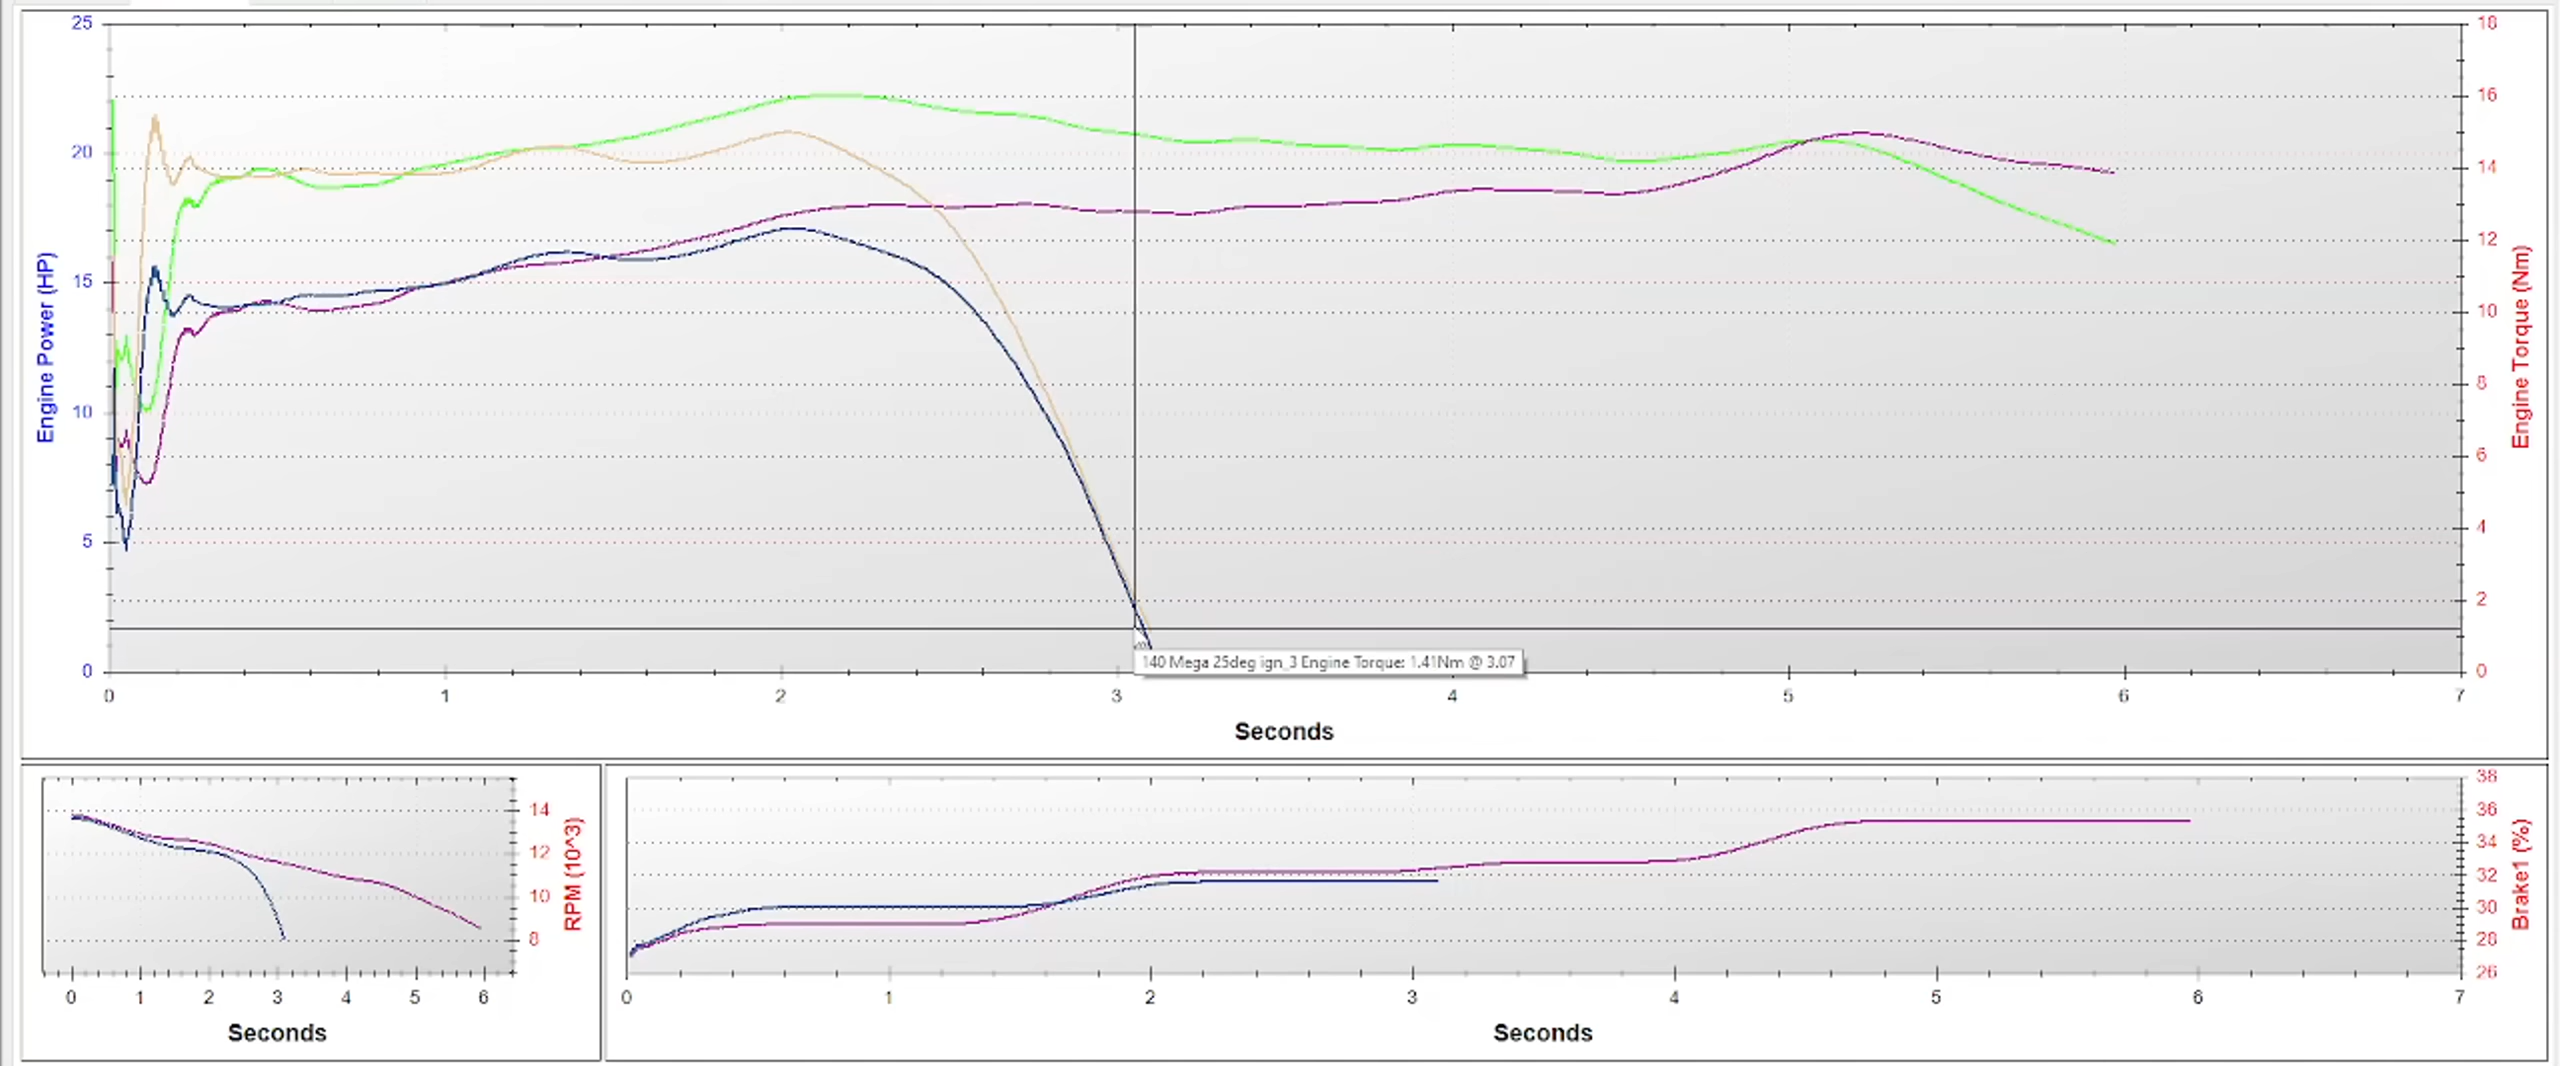 25
20
15
10
5
0
Engine Power (HP)
18
16
14
12
10
8
6
4
2
0
Engine Torque (Nm)
140 Mega 25deg ign_3 Engine Torque: 1.41Nm @ 3.07
0 1 2 3 4 5 6 7
Seconds
14
12
10
8
RPM (10^3)
0 1 2 3 4 5 6
Seconds
38
36
34
32
30
28
26
Brake1 (%)
0 1 2 3 4 5 6 7
Seconds